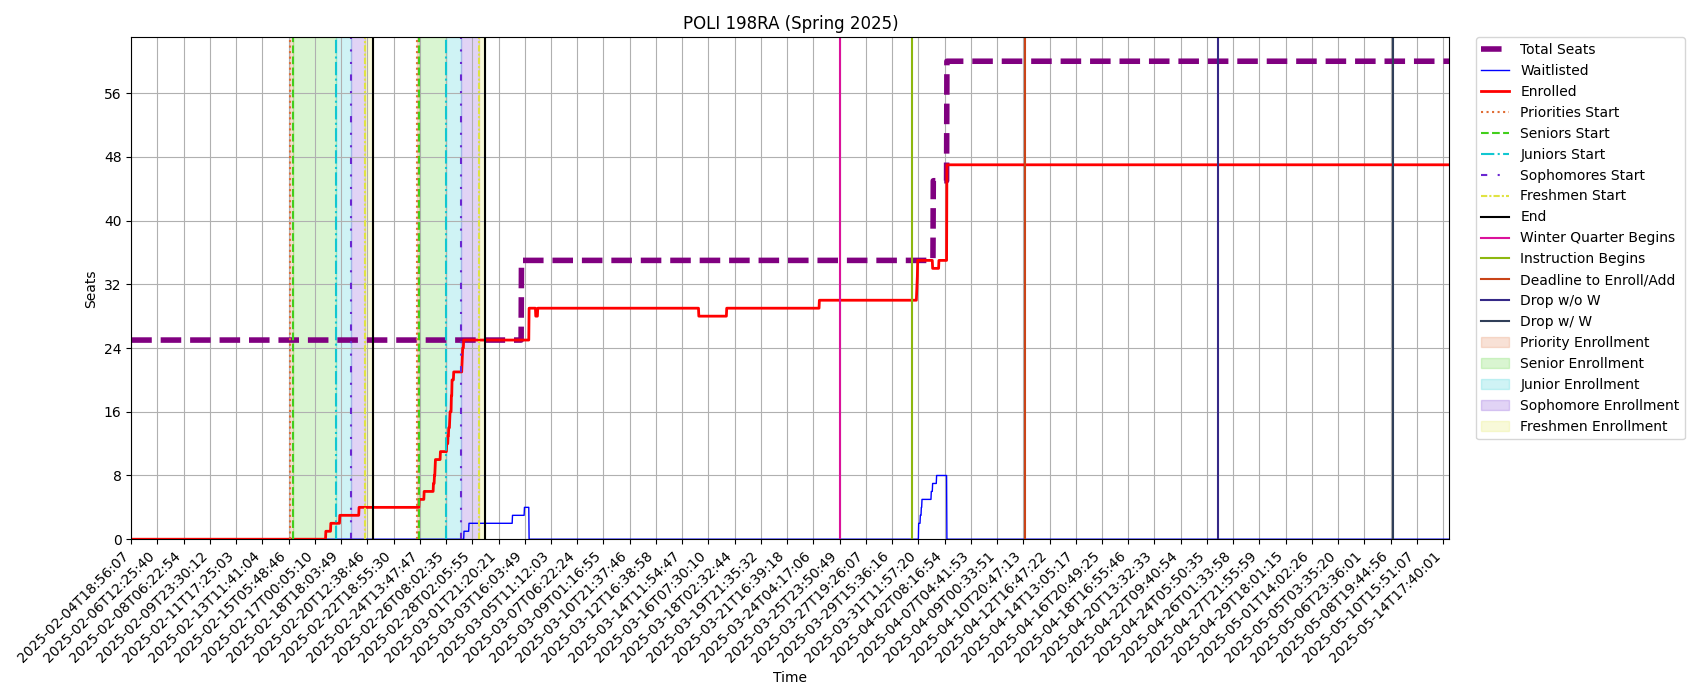 POLI 198RA (Spring 2025)
Seats
56
48
40
32
24
16
8
0
2025-02-04T18:56:07
2025-02-06T12:25:40
2025-02-08T06:22:54
2025-02-09T23:30:12
2025-02-11T17:25:03
2025-02-13T11:41:04
2025-02-15T05:48:46
2025-02-17T00:05:10
2025-02-18T18:03:49
2025-02-20T12:38:46
2025-02-22T18:55:30
2025-02-24T13:47:47
2025-02-26T08:02:35
2025-02-28T02:05:55
2025-03-01T21:20:21
2025-03-03T16:03:49
2025-03-05T11:12:03
2025-03-07T06:22:24
2025-03-09T01:16:55
2025-03-10T21:37:46
2025-03-12T16:38:58
2025-03-14T11:54:47
2025-03-16T07:30:10
2025-03-18T02:32:44
2025-03-19T21:35:32
2025-03-21T16:39:18
2025-03-24T04:17:06
2025-03-25T23:50:49
2025-03-27T19:26:07
2025-03-29T15:36:16
2025-03-31T11:57:20
2025-04-02T08:16:54
2025-04-07T04:41:53
2025-04-09T00:33:51
2025-04-10T20:47:13
2025-04-12T16:47:22
2025-04-14T13:05:17
2025-04-16T20:49:25
2025-04-18T16:55:46
2025-04-20T13:32:33
2025-04-22T09:40:54
2025-04-24T05:50:35
2025-04-26T01:33:58
2025-04-27T21:55:59
2025-04-29T18:01:15
2025-05-01T14:02:26
2025-05-05T03:35:20
2025-05-06T23:36:01
2025-05-08T19:44:56
2025-05-10T15:51:07
2025-05-14T17:40:01
Time
Total Seats
Waitlisted
Enrolled
Priorities Start
Seniors Start
Juniors Start
Sophomores Start
Freshmen Start
End
Winter Quarter Begins
Instruction Begins
Deadline to Enroll/Add
Drop w/o W
Drop w/ W
Priority Enrollment
Senior Enrollment
Junior Enrollment
Sophomore Enrollment
Freshmen Enrollment